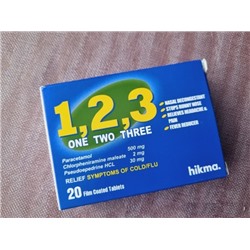 1,2,3
ONE TWO THREE
NASAL DECONGESTANT
STOPS RUNNY NOSE
RELIEVES HEADACHE &
PAIN
FEVER REDUCER
Paracetamol 500 mg
Chlorpheniramine maleate 2 mg
Pseudoephedrine HCL 30 mg
RELIEF SYMPTOMS OF COLD/FLU
20 Film Coated Tablets
hikma.